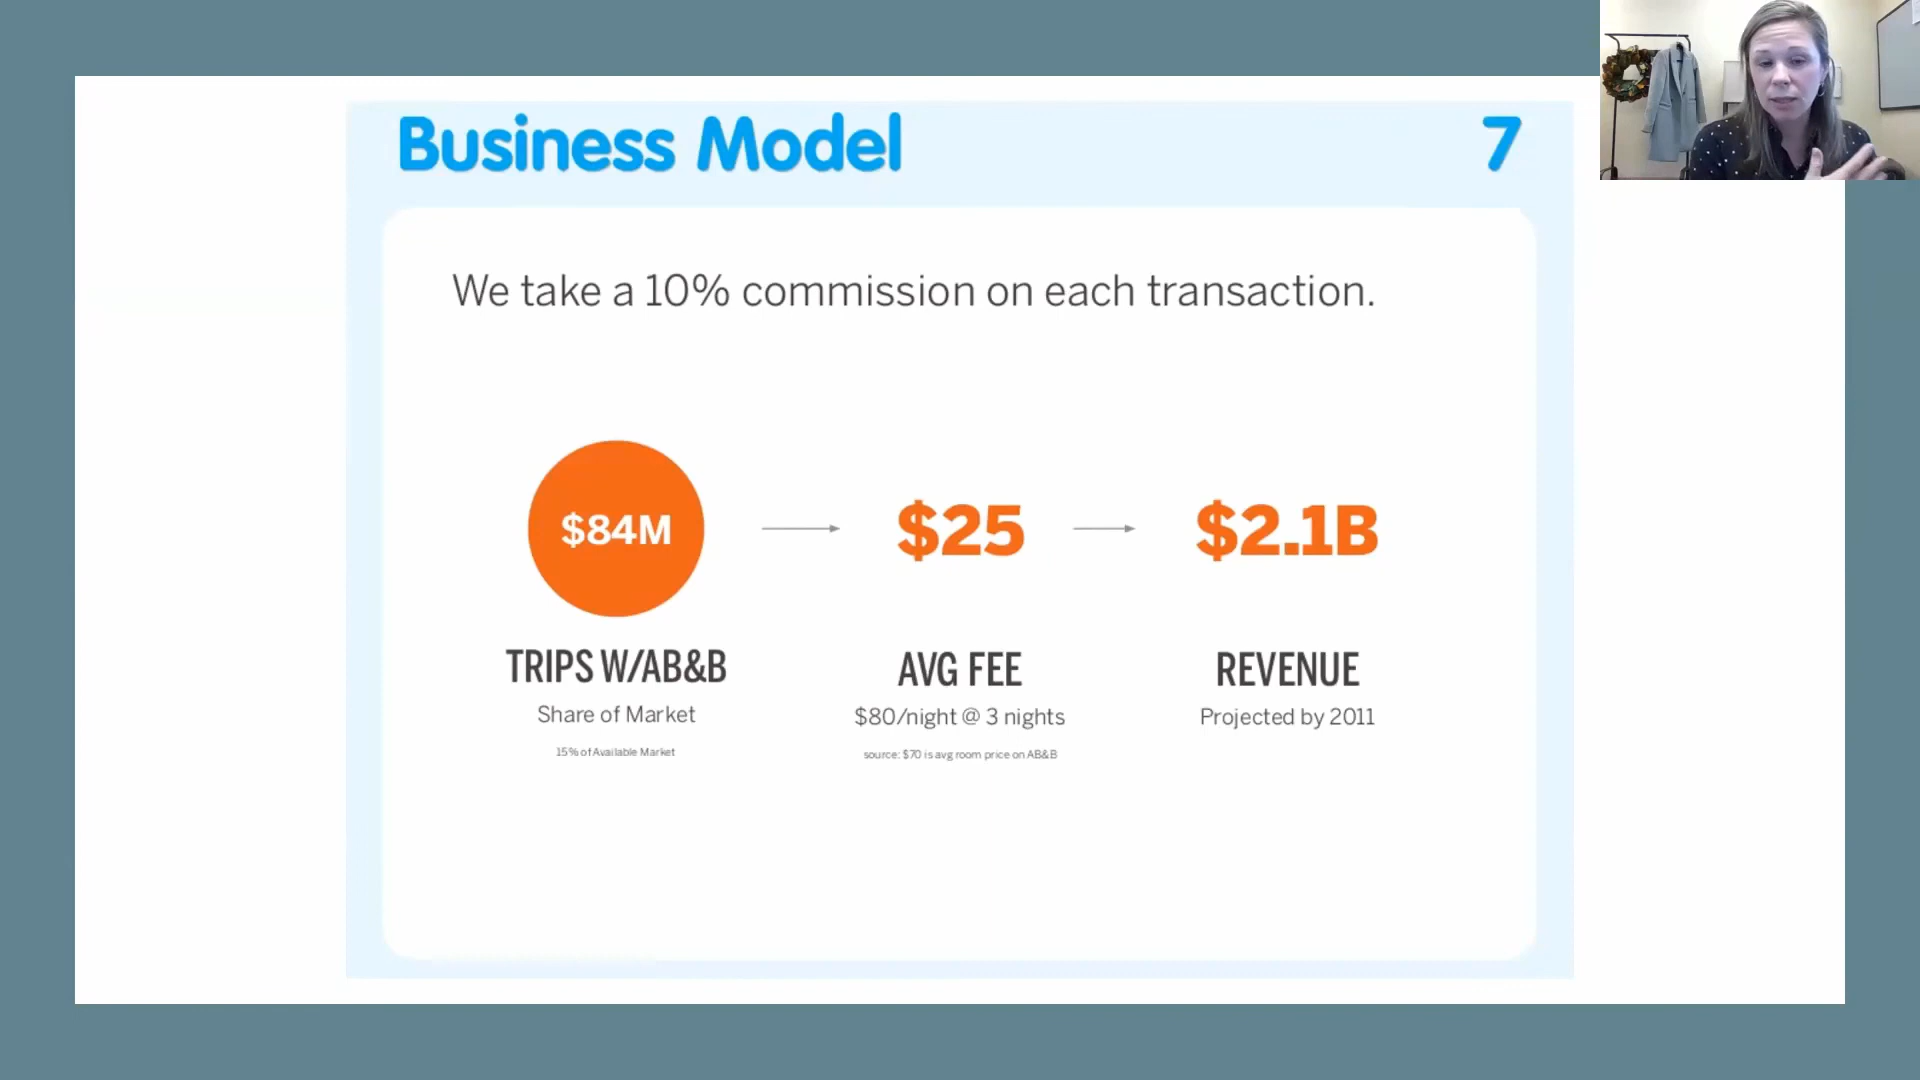 Business Model
7
We take a 10% commission on each transaction.
$84M
$25
$2.1B
TRIPS W/AB&B
AVG FEE
REVENUE
Share of Market
$80/night @ 3 nights
Projected by 2011
15% of Available Market
source: $70 is avg room price on AB&B